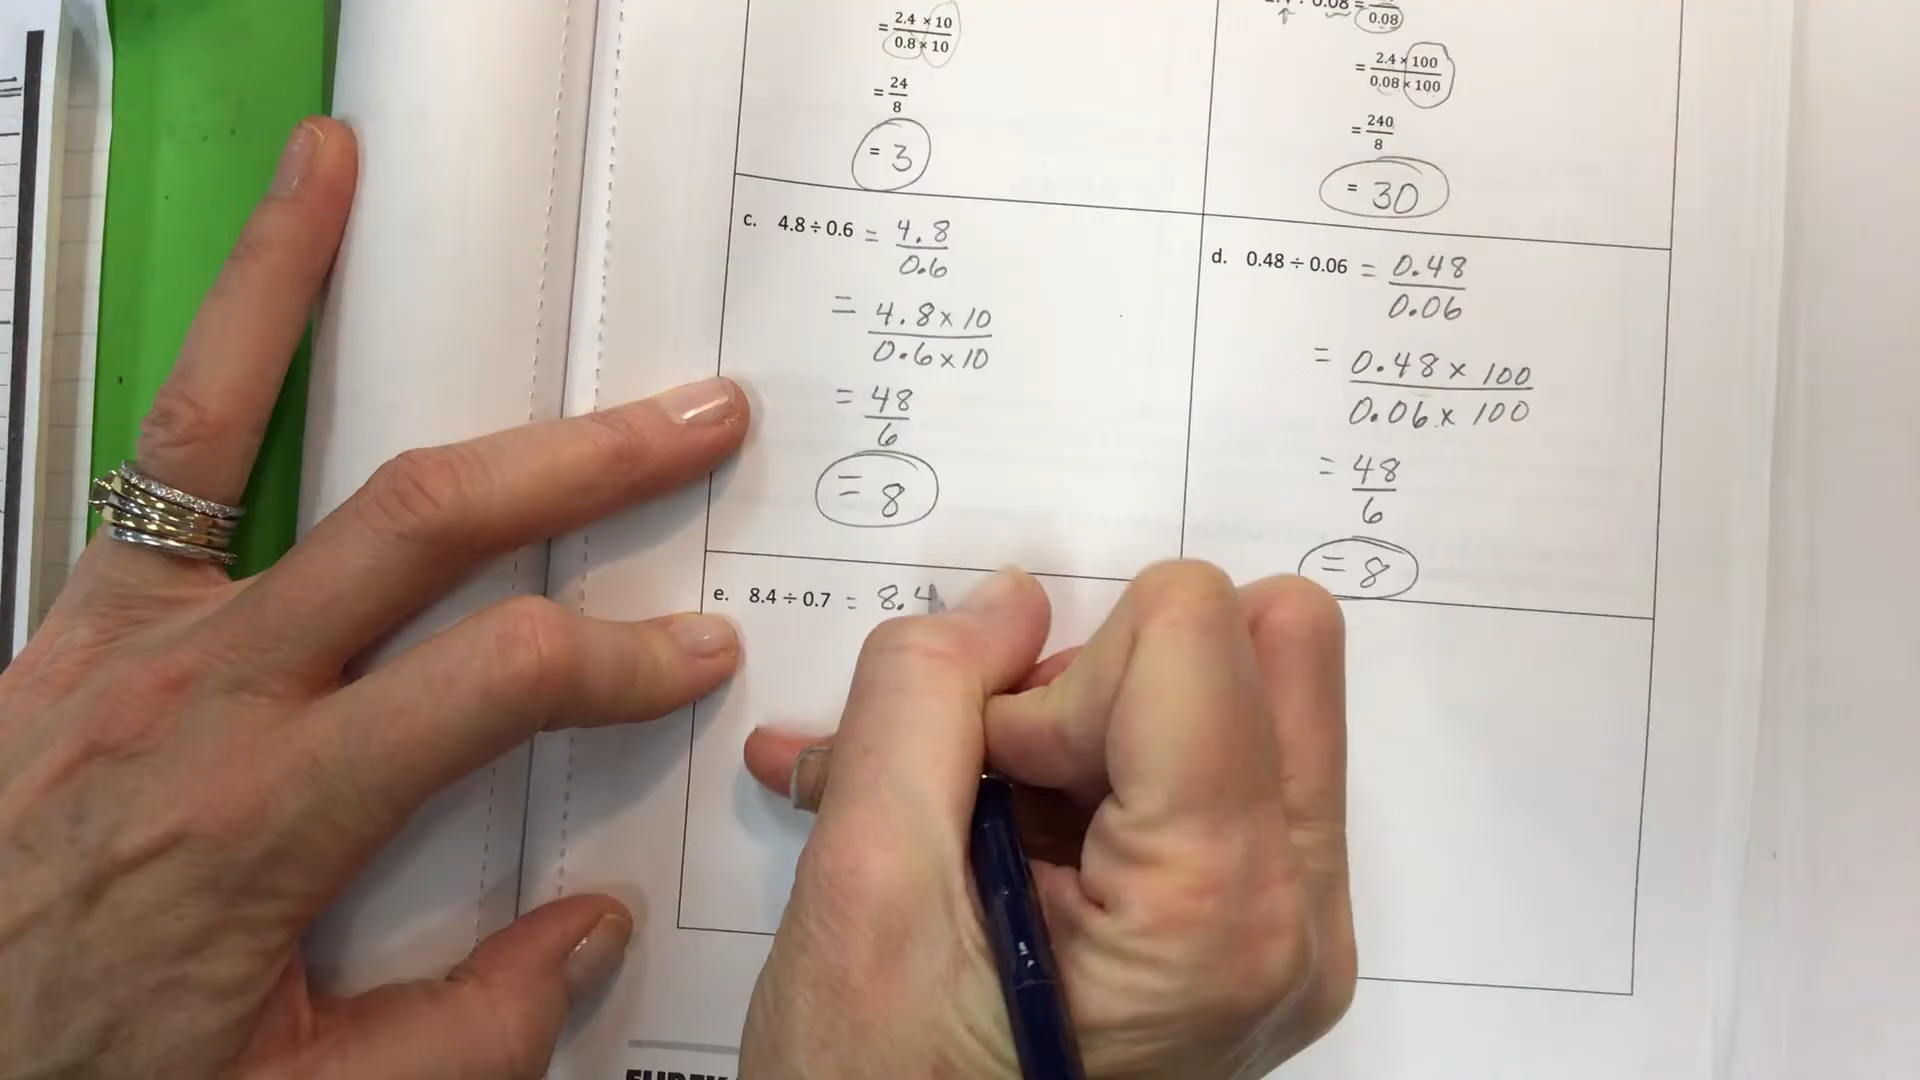 = 2.4 × 10 / 0.8 × 10
= 24 / 8
= 3
0.08 = / 0.08
= 2.4 × 100 / 0.08 × 100
= 240 / 8
= 30
c. 4.8 ÷ 0.6 = 4.8 / 0.6
= 4.8 × 10 / 0.6 × 10
= 48 / 6
= 8
d. 0.48 ÷ 0.06 = 0.48 / 0.06
= 0.48 × 100 / 0.06 × 100
= 48 / 6
= 8
e. 8.4 ÷ 0.7 = 8.4